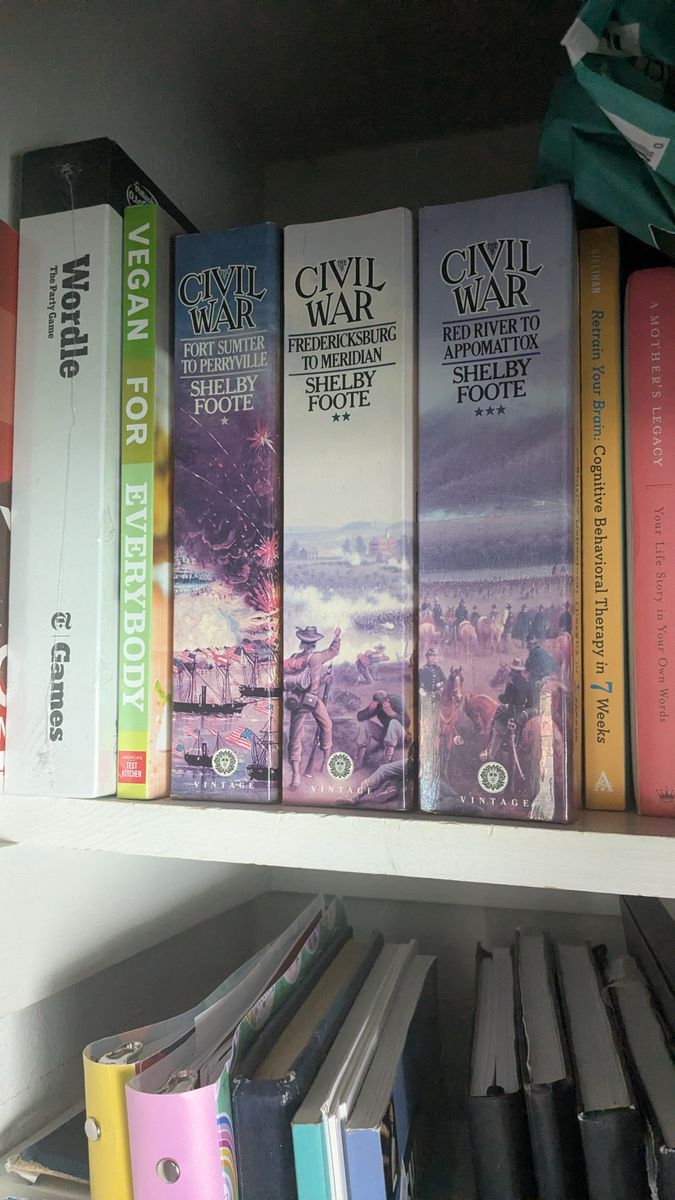 Wordle
The Party Game
Games
VEGAN FOR EVERYBODY
AMERICA'S
TEST
KITCHEN
THE
CIVIL
WAR
FORT SUMTER
TO PERRYVILLE
SHELBY
FOOTE
VINTAGE
THE
CIVIL
WAR
FREDERICKSBURG
TO MERIDIAN
SHELBY
FOOTE
VINTAGE
THE
CIVIL
WAR
RED RIVER TO
APPOMATTOX
SHELBY
FOOTE
VINTAGE
GILLIHAN
Retrain Your Brain: Cognitive Behavioral Therapy in 7 Weeks
A MOTHER'S LEGACY
Your Life Story in Your Own Words